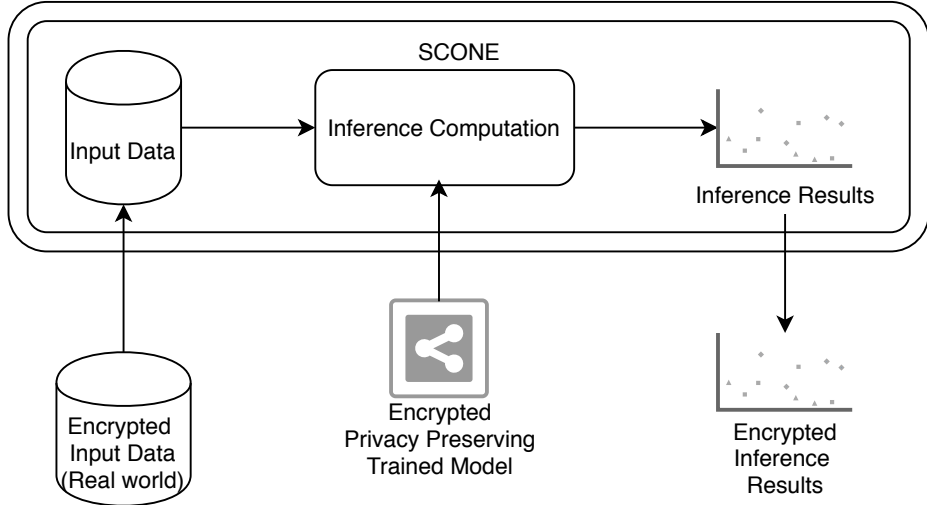 SCONE
Input Data
Inference Computation
Inference Results
Encrypted
Input Data
(Real world)
Encrypted
Privacy Preserving
Trained Model
Encrypted
Inference
Results